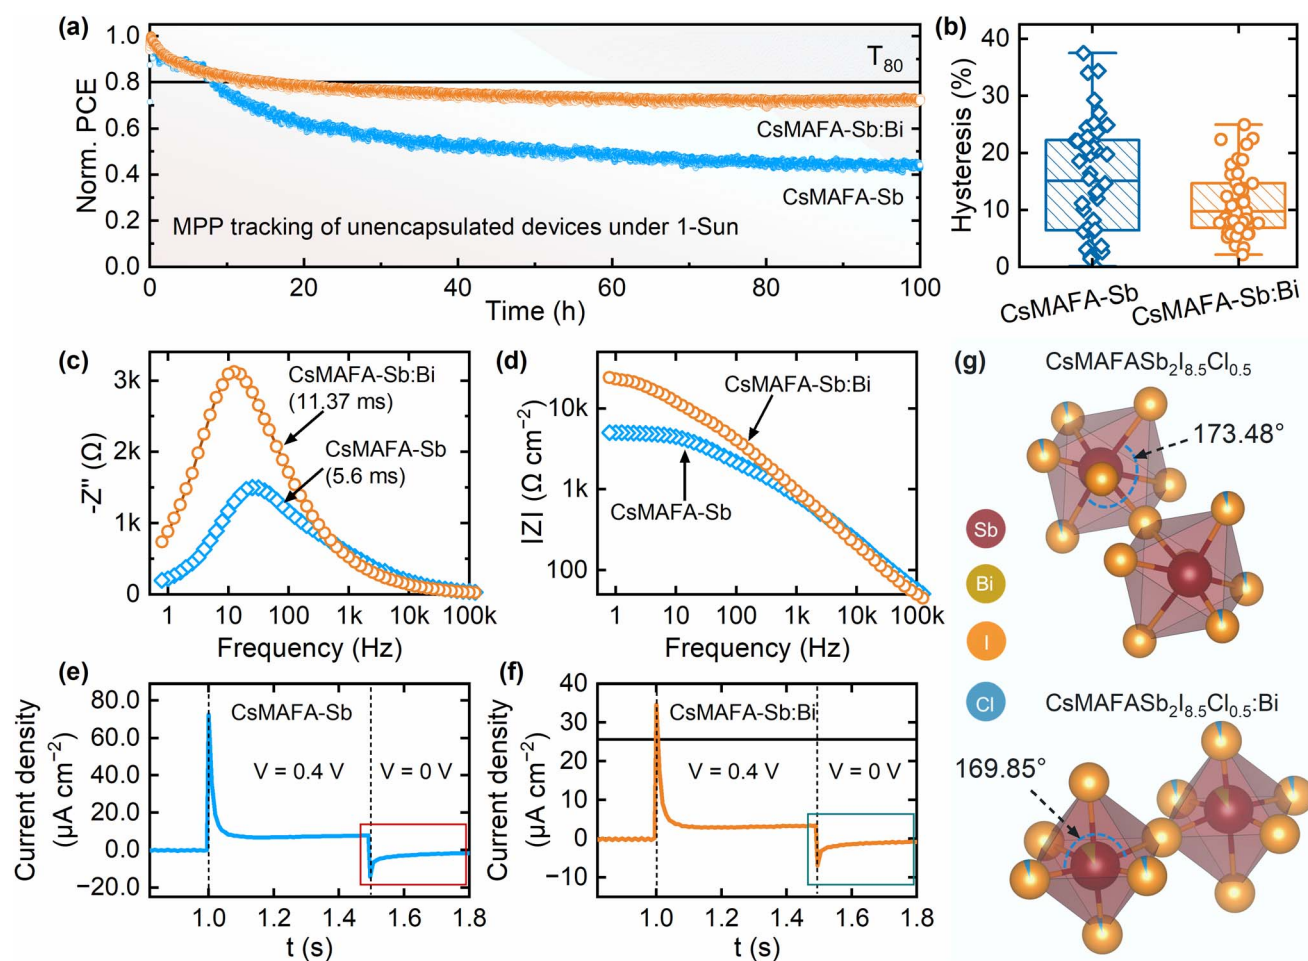 (a)
1.0
0.8
0.6
0.4
0.2
0.0
Norm. PCE
T80
CsMAFA-Sb:Bi
CsMAFA-Sb
MPP tracking of unencapsulated devices under 1-Sun
0 20 40 60 80 100
Time (h)
(b)
40
30
20
10
0
Hysteresis (%)
CsMAFA-Sb
CsMAFA-Sb:Bi
(c)
3k
2k
1k
0
-Z" (Ω)
CsMAFA-Sb:Bi
(11.37 ms)
CsMAFA-Sb
(5.6 ms)
1 10 100 1k 10k 100k
Frequency (Hz)
(d)
10k
1k
100
|Z| (Ω cm−2)
CsMAFA-Sb:Bi
CsMAFA-Sb
1 10 100 1k 10k 100k
Frequency (Hz)
(e)
80.0
60.0
40.0
20.0
0.0
−20.0
Current density
(μA cm−2)
CsMAFA-Sb
V = 0.4 V
V = 0 V
1.0 1.2 1.4 1.6 1.8
t (s)
(f)
40
30
20
10
0
−10
Current density
(μA cm−2)
CsMAFA-Sb:Bi
V = 0.4 V
V = 0 V
1.0 1.2 1.4 1.6 1.8
t (s)
(g)
CsMAFASb2I8.5Cl0.5
173.48°
Sb
Bi
I
Cl
CsMAFASb2I8.5Cl0.5:Bi
169.85°